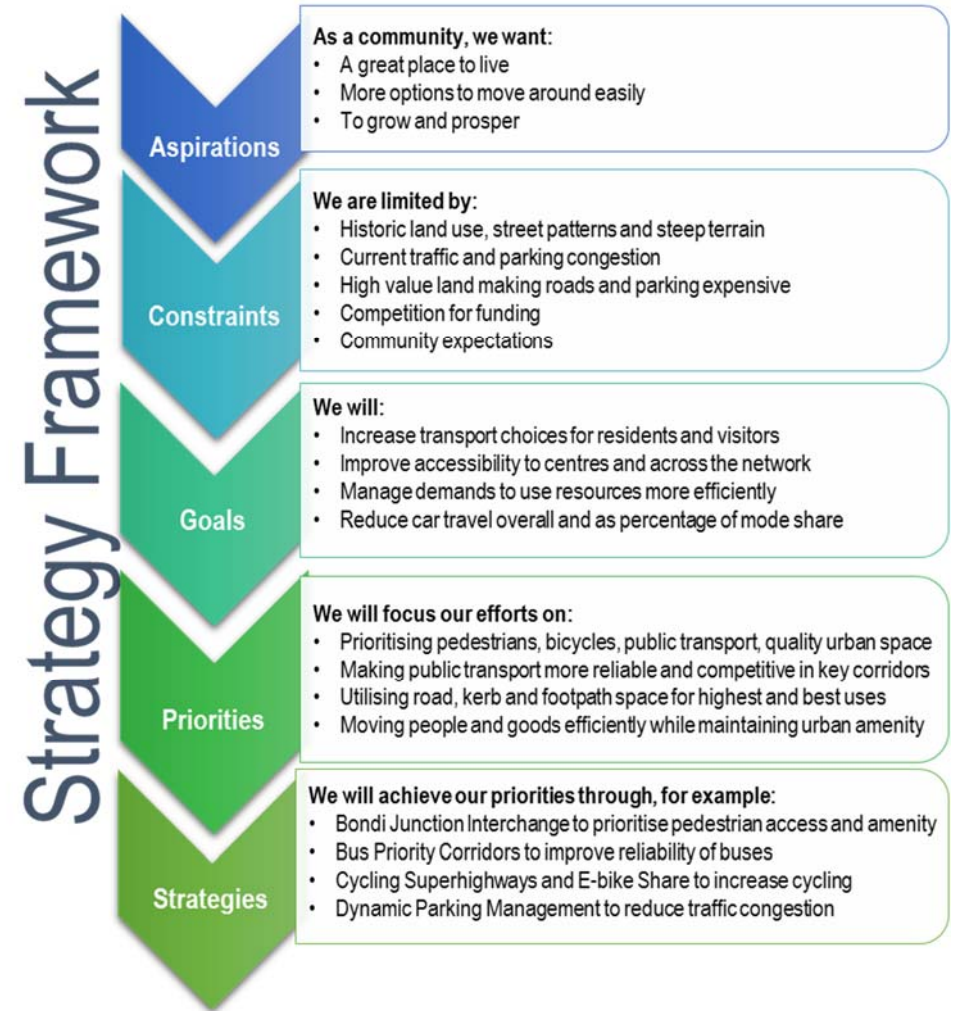 Strategy Framework
Aspirations
As a community, we want:
• A great place to live
• More options to move around easily
• To grow and prosper
Constraints
We are limited by:
• Historic land use, street patterns and steep terrain
• Current traffic and parking congestion
• High value land making roads and parking expensive
• Competition for funding
• Community expectations
Goals
We will:
• Increase transport choices for residents and visitors
• Improve accessibility to centres and across the network
• Manage demands to use resources more efficiently
• Reduce car travel overall and as percentage of mode share
Priorities
We will focus our efforts on:
• Prioritising pedestrians, bicycles, public transport, quality urban space
• Making public transport more reliable and competitive in key corridors
• Utilising road, kerb and footpath space for highest and best uses
• Moving people and goods efficiently while maintaining urban amenity
Strategies
We will achieve our priorities through, for example:
• Bondi Junction Interchange to prioritise pedestrian access and amenity
• Bus Priority Corridors to improve reliability of buses
• Cycling Superhighways and E-bike Share to increase cycling
• Dynamic Parking Management to reduce traffic congestion